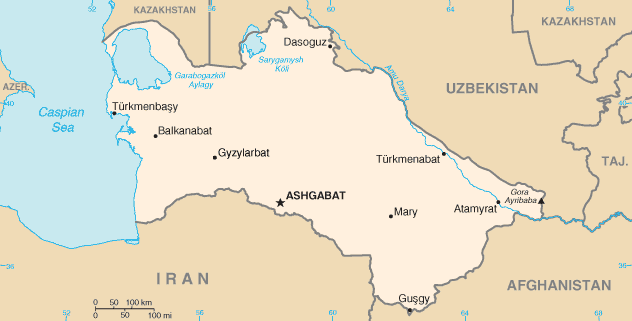 52
56
KAZAKHSTAN
60
64
68
KAZAKHSTAN
Dasoguz
Garabogazköl
Aylagy
Sarygamysh
Köli
Amu Darya
UZBEKISTAN
AZER.
40
40
Caspian
Sea
Türkmenbaşy
Balkanabat
Gyzylarbat
Türkmenabat
TAJ.
ASHGABAT
Mary
Atamyrat
Gora
Ayribaba
36
36
IRAN
AFGHANISTAN
Guşgy
0 50 100 km
0 50 100 mi
52
56
60
64
68